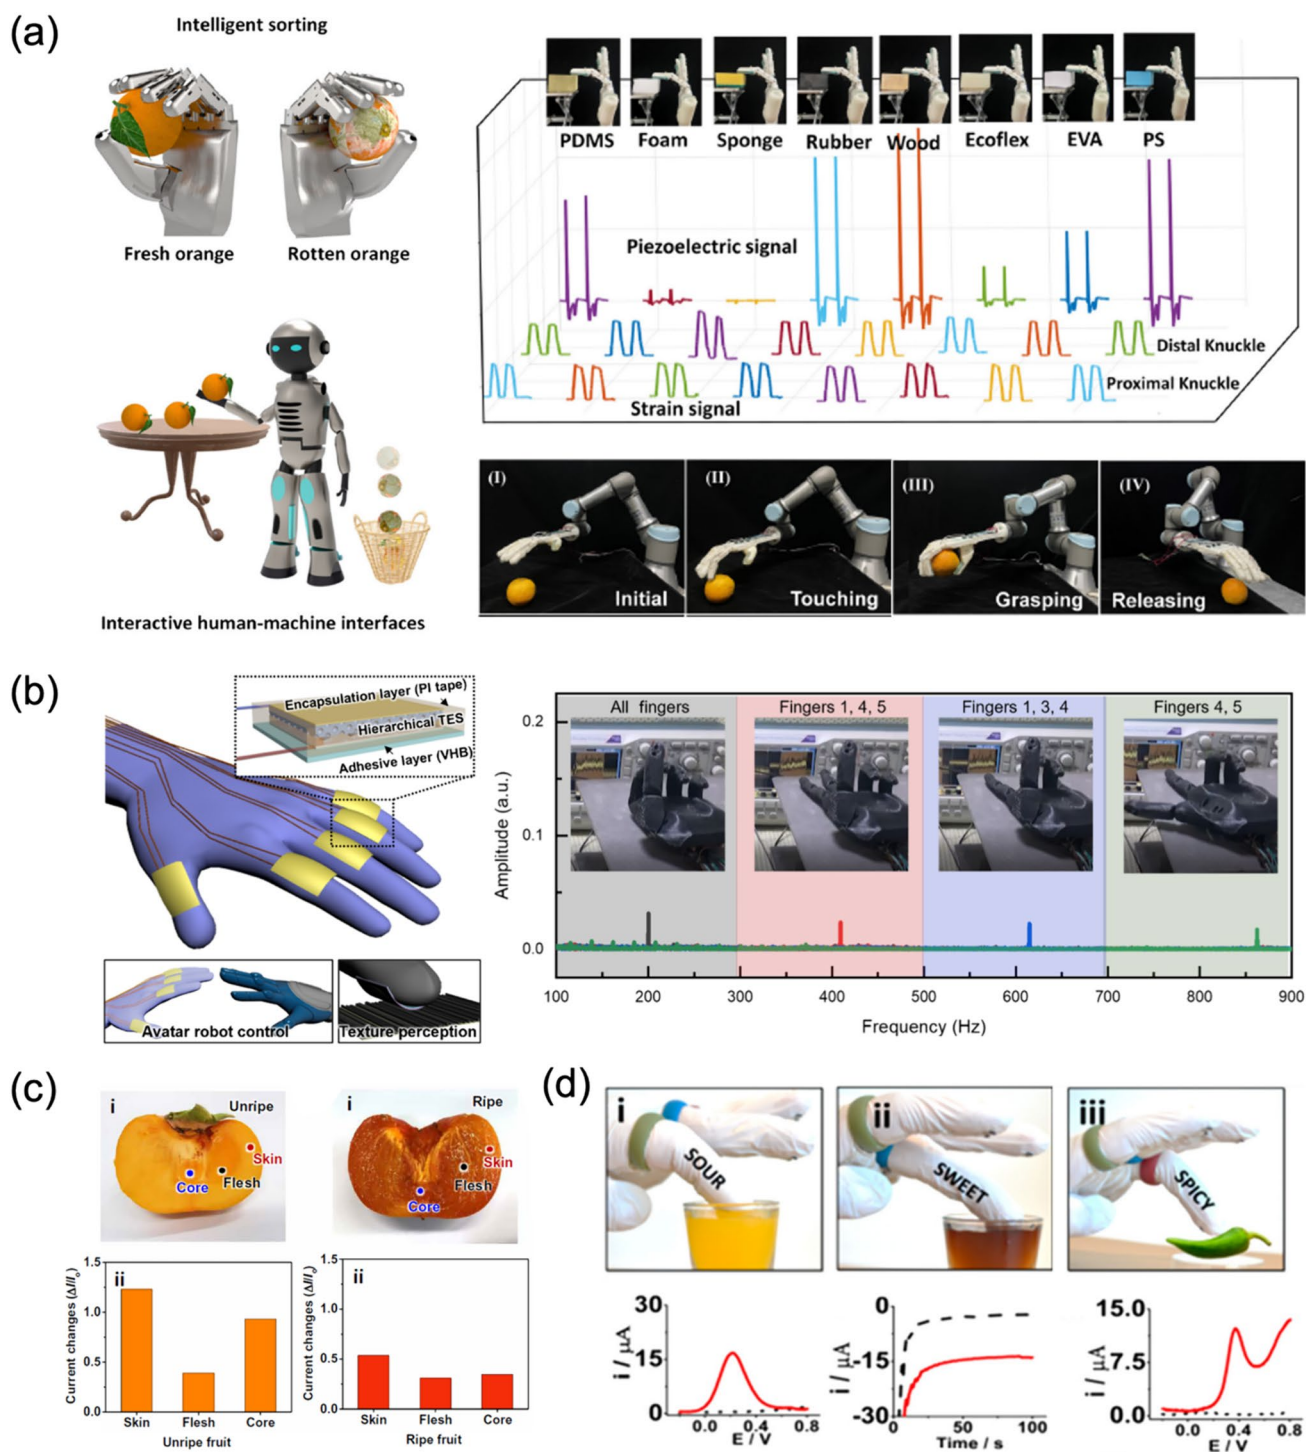 (a)
Intelligent sorting
Fresh orange
Rotten orange
Interactive human-machine interfaces
PDMS
Foam
Sponge
Rubber
Wood
Ecoflex
EVA
PS
Piezoelectric signal
Distal Knuckle
Proximal Knuckle
Strain signal
(I)
(II)
(III)
(IV)
Initial
Touching
Grasping
Releasing
(b)
Encapsulation layer (PI tape)
Hierarchical TES
Adhesive layer (VHB)
Avatar robot control
Texture perception
All fingers
Fingers 1, 4, 5
Fingers 1, 3, 4
Fingers 4, 5
Amplitude (a.u.)
0.2
0.1
0.0
100 200 300 400 500 600 700 800 900
Frequency (Hz)
(c)
i
Unripe
Skin
Flesh
Core
i
Ripe
Skin
Flesh
Core
ii
Current changes (ΔI/I₀)
1.5
1.0
0.5
0.0
Skin Flesh Core
Unripe fruit
ii
Current changes (ΔI/I₀)
1.5
1.0
0.5
0.0
Skin Flesh Core
Ripe fruit
(d)
i
SOUR
ii
SWEET
iii
SPICY
i / μA
30
15
0
0.0 0.4 0.8
E / V
i / μA
0
-15
-30
0 50 100
Time / s
i / μA
15.0
7.5
0.0
0.0 0.4 0.8
E / V